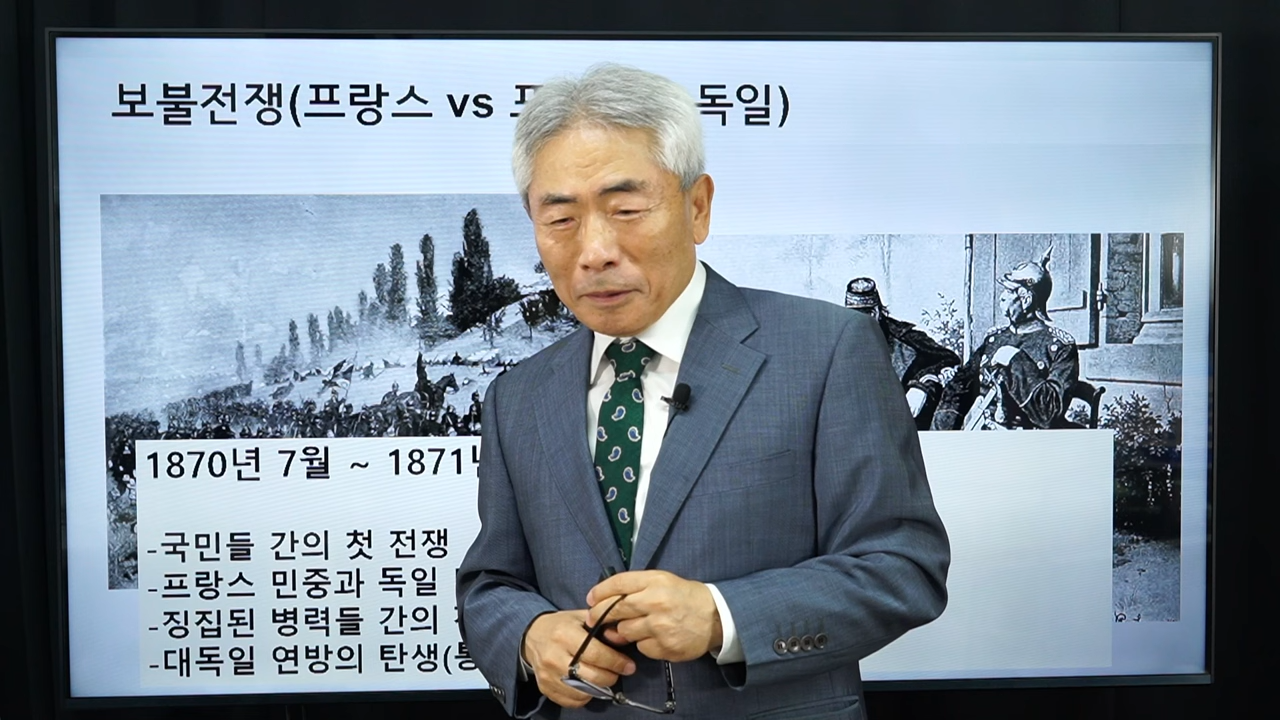 보불전쟁(프랑스 vs 독일)
1870년 7월 ~ 1871
-국민들 간의 첫 전쟁
-프랑스 민중과 독일
-징집된 병력들 간의
-대독일 연방의 탄생(